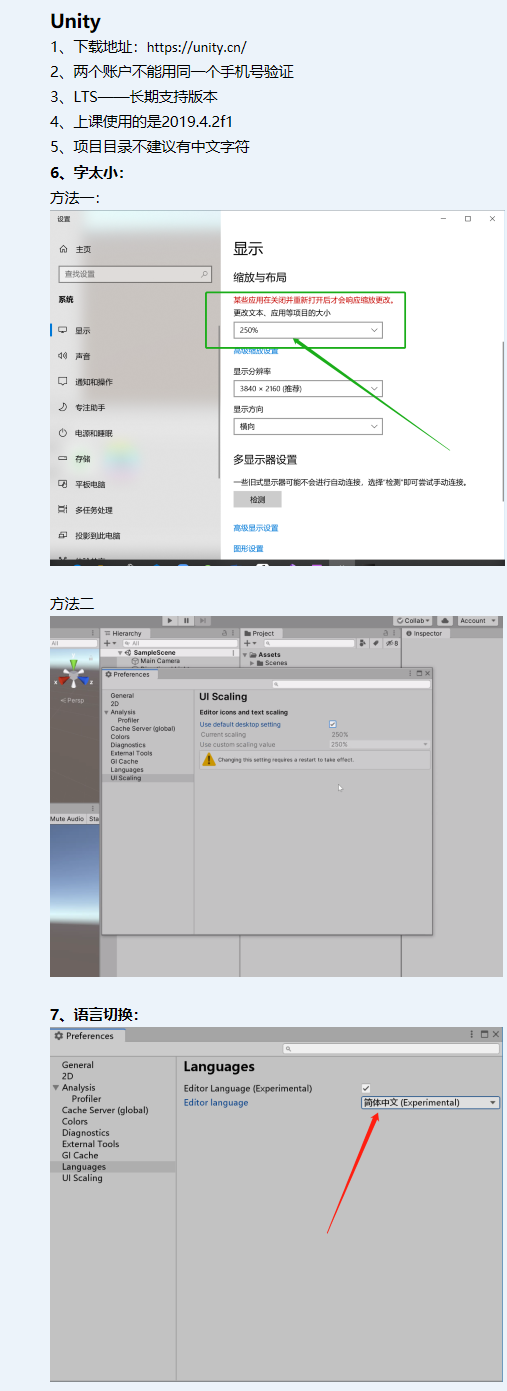 Unity
1、下载地址：https://unity.cn/
2、两个账户不能用同一个手机号验证
3、LTS——长期支持版本
4、上课使用的是2019.4.2f1
5、项目目录不建议有中文字符
6、字太小：
方法一：
设置
主页
查找设置
系统
显示
声音
通知和操作
专注助手
电源和睡眠
存储
平板电脑
多任务处理
投影到此电脑
显示
缩放与布局
某些应用在关闭并重新打开后才会响应缩放更改。
更改文本、应用等项目的大小
250%
高级缩放设置
显示分辨率
3840 × 2160 (推荐)
显示方向
横向
多显示器设置
一些旧式显示器可能不会进行自动连接，选择"检测"即可尝试手动连接。
检测
高级显示设置
图形设置
方法二
Collab
Account
All
Hierarchy
All
SampleScene
Main Camera
Project
8
Assets
Scenes
Inspector
x
Persp
Mute Audio
Sta
Preferences
General
2D
Analysis
Profiler
Cache Server (global)
Colors
Diagnostics
External Tools
GI Cache
Languages
UI Scaling
UI Scaling
Editor icons and text scaling
Use default desktop setting
Current scaling 250%
Use custom scaling value 250%
Changing this setting requires a restart to take effect.
7、语言切换：
Preferences
General
2D
Analysis
Profiler
Cache Server (global)
Colors
Diagnostics
External Tools
GI Cache
Languages
UI Scaling
Languages
Editor Language (Experimental)
Editor language 简体中文 (Experimental)